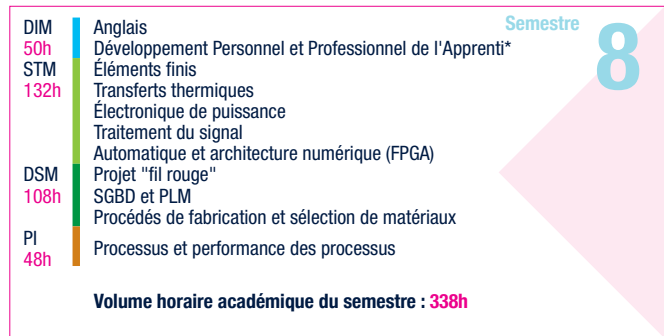 Semestre 8
DIM Anglais
50h Développement Personnel et Professionnel de l'Apprenti*
STM Éléments finis
132h Transferts thermiques
Électronique de puissance
Traitement du signal
Automatique et architecture numérique (FPGA)
DSM Projet "fil rouge"
108h SGBD et PLM
Procédés de fabrication et sélection de matériaux
PI
48h
Processus et performance des processus
Volume horaire académique du semestre : 338h